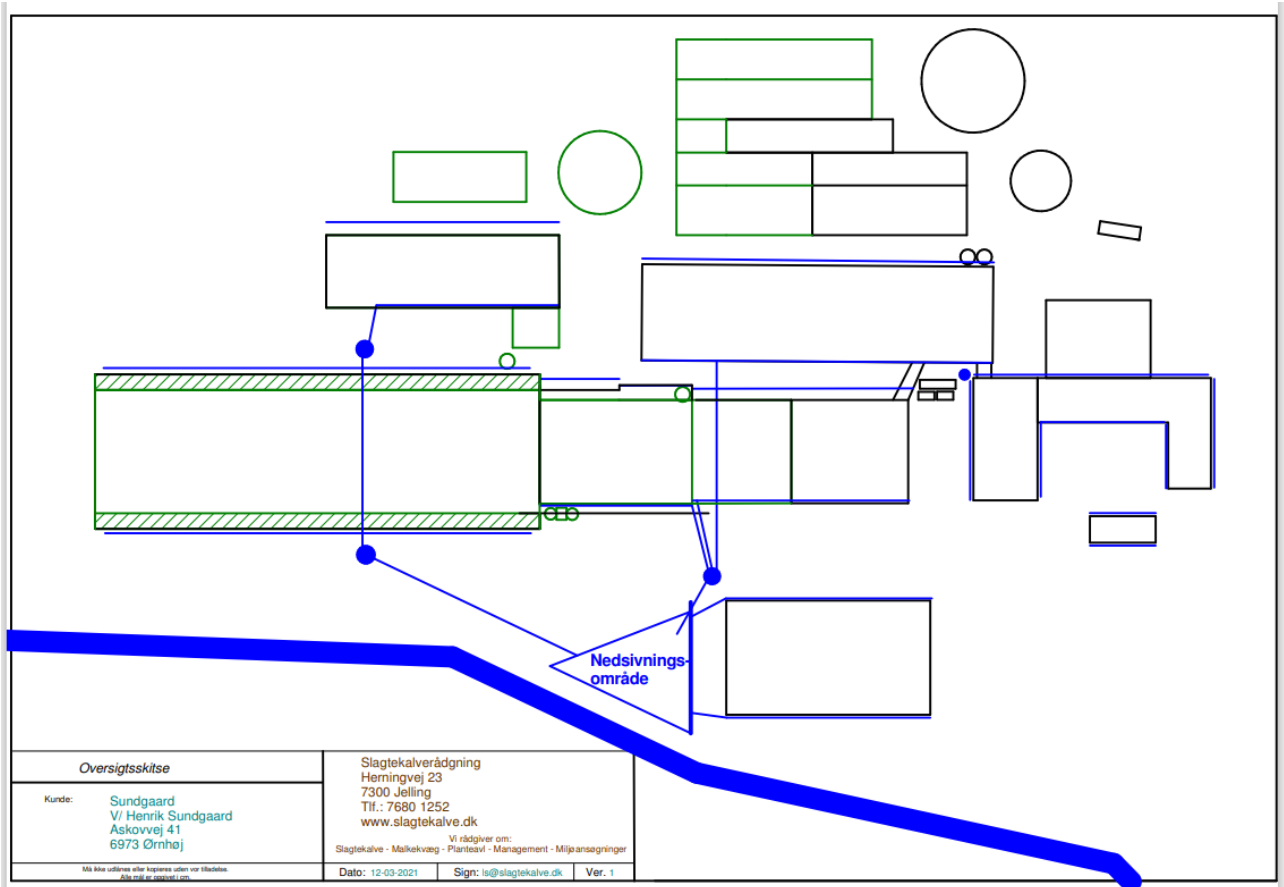 Nedsivnings-
område
Oversigtsskitse
Kunde:
Sundgaard
V/ Henrik Sundgaard
Askovvej 41
6973 Ørnhøj
Må ikke udlånes eller kopieres uden vor tilladelse.
Alle mål er opgivet i cm.
Slagtekalverådgning
Herningvej 23
7300 Jelling
Tlf.: 7680 1252
www.slagtekalve.dk
Vi rådgiver om:
Slagtekalve - Malkekvæg - Planteavl - Management - Miljøansøgninger
Dato: 12-03-2021 Sign: ls@slagtekalve.dk Ver. 1